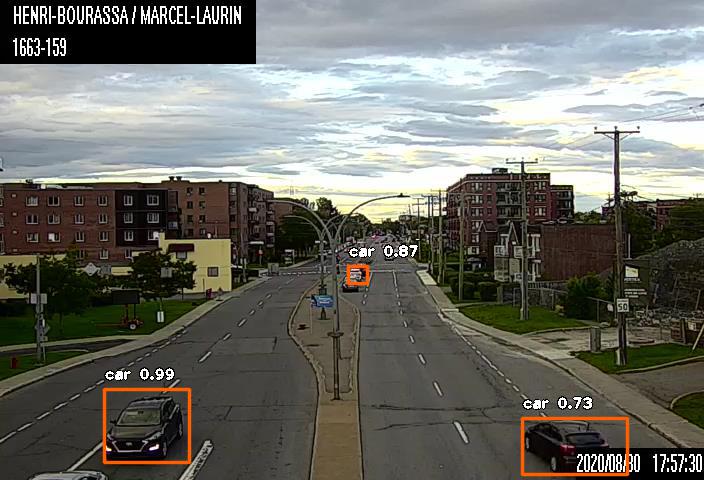 HENRI-BOURASSA / MARCEL-LAURIN
1663-159
car 0.87
car 0.99
car 0.73
50
2020/08/30 17:57:30